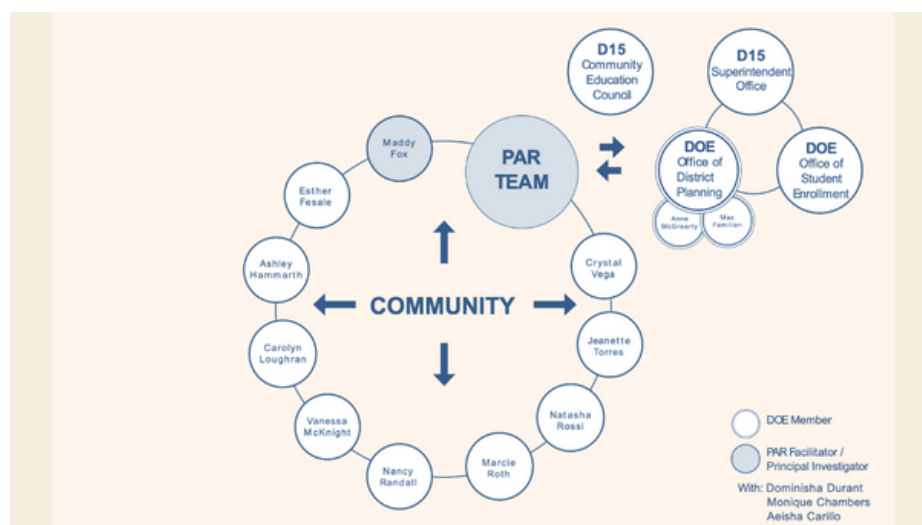 D15
Community
Education
Council
D15
Superintendent
Office
DOE
Office of
District
Planning
DOE
Office of
Student
Enrollment
Anne
McGrearty
Max
Familian
PAR
TEAM
Maddy
Fox
Esther
Fesale
Ashley
Hammarth
Carolyn
Loughran
Vanessa
McKnight
Nancy
Randall
Marcie
Roth
Natasha
Rossi
Jeanette
Torres
Crystal
Vega
COMMUNITY
DOE Member
PAR Facilitator /
Principal Investigator
With: Dominisha Durant
Monique Chambers
Aeisha Carillo